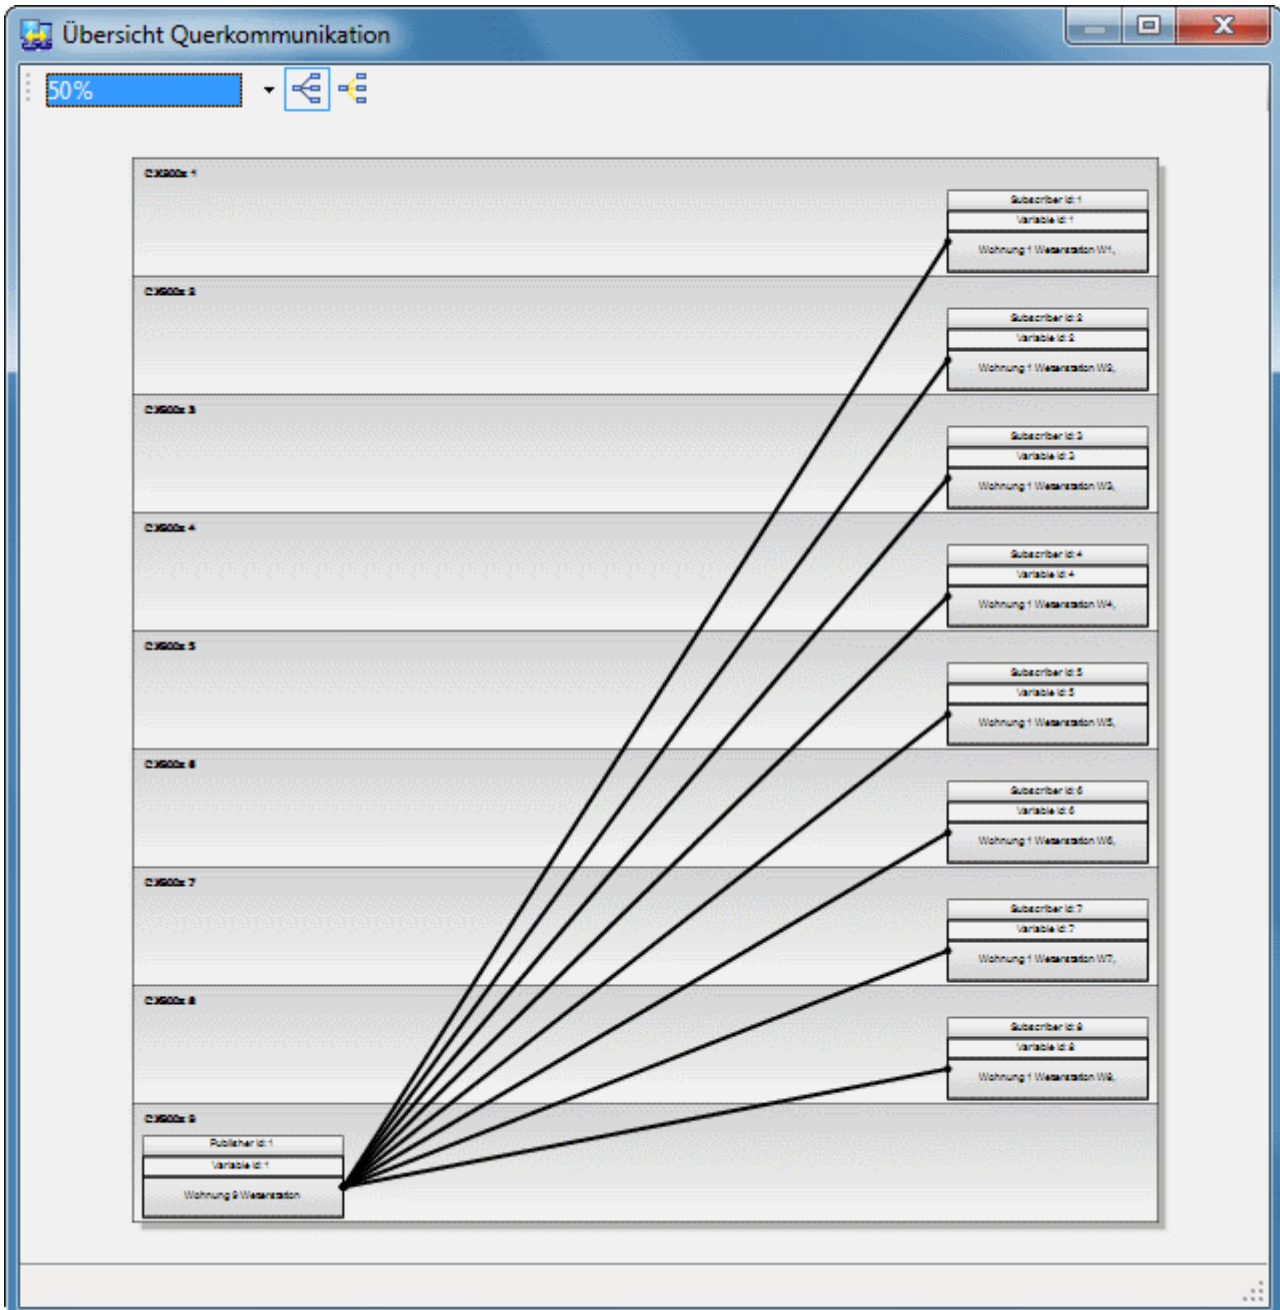 Übersicht Querkommunikation
50%
CX900x 1
Subscriber Id: 1
Variable Id: 1
Wohnung 1 Wetterstation W1,
CX900x 2
Subscriber Id: 2
Variable Id: 2
Wohnung 1 Wetterstation W2,
CX900x 3
Subscriber Id: 3
Variable Id: 3
Wohnung 1 Wetterstation W3,
CX900x 4
Subscriber Id: 4
Variable Id: 4
Wohnung 1 Wetterstation W4,
CX900x 5
Subscriber Id: 5
Variable Id: 5
Wohnung 1 Wetterstation W5,
CX900x 6
Subscriber Id: 6
Variable Id: 6
Wohnung 1 Wetterstation W6,
CX900x 7
Subscriber Id: 7
Variable Id: 7
Wohnung 1 Wetterstation W7,
CX900x 8
Subscriber Id: 8
Variable Id: 8
Wohnung 1 Wetterstation W8,
CX900x 9
Publisher Id: 1
Variable Id: 1
Wohnung 9 Wetterstation